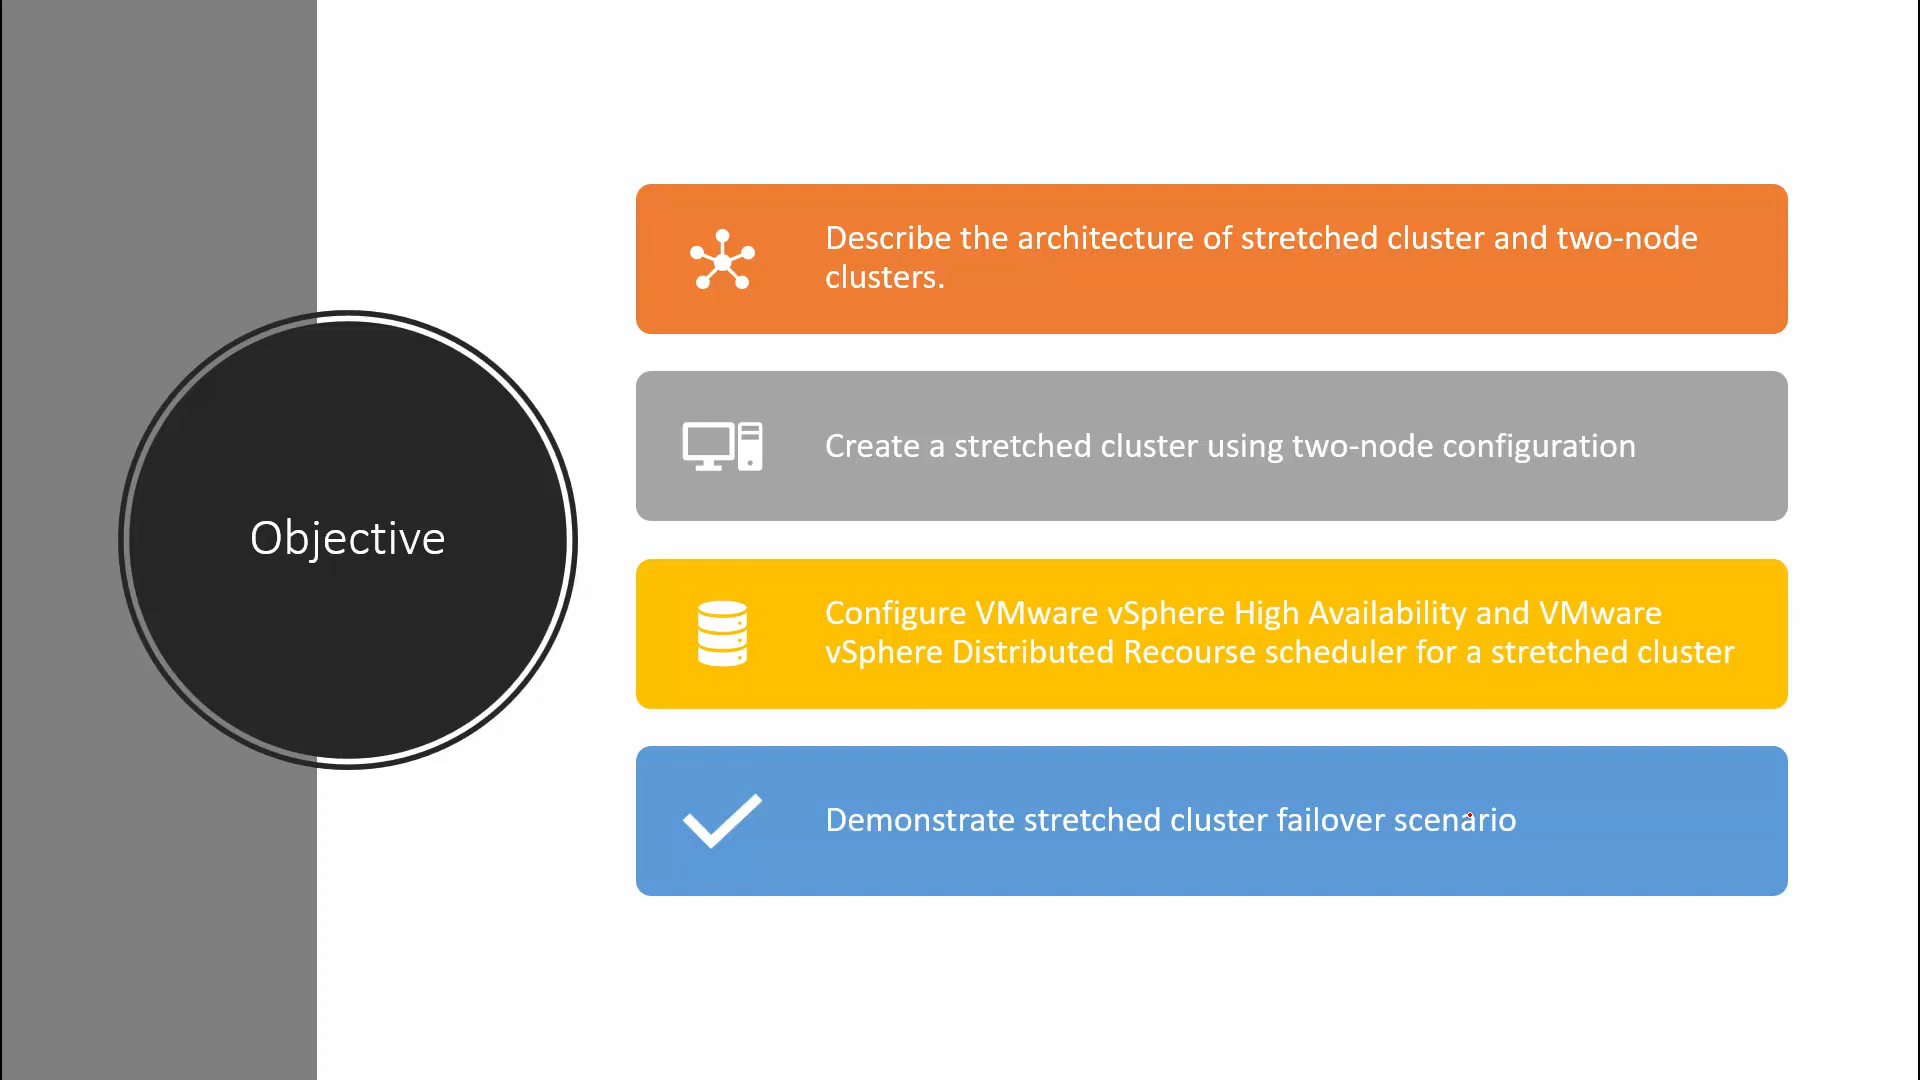 Objective
Describe the architecture of stretched cluster and two-node
clusters.
Create a stretched cluster using two-node configuration
Configure VMware vSphere High Availability and VMware
vSphere Distributed Recourse scheduler for a stretched cluster
Demonstrate stretched cluster failover scenario